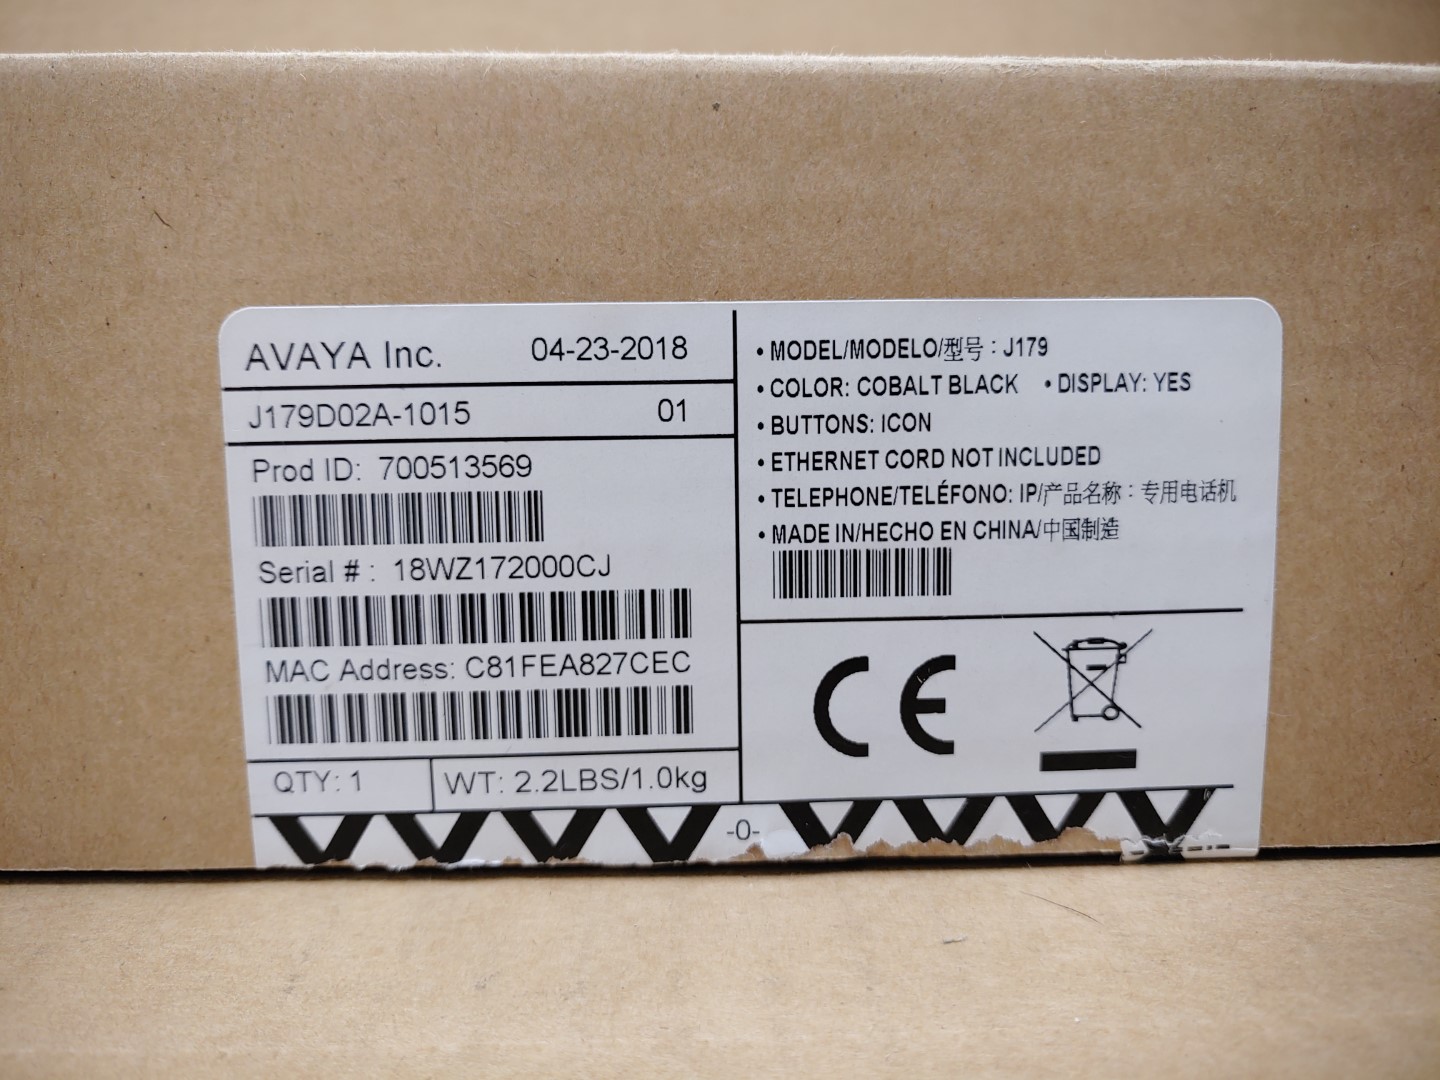 AVAYA Inc. 04-23-2018
J179D02A-1015 01
Prod ID: 700513569
Serial # : 18WZ172000CJ
MAC Address: C81FEA827CEC
QTY: 1 WT: 2.2LBS/1.0kg
• MODEL/MODELO/型号：J179
• COLOR: COBALT BLACK • DISPLAY: YES
• BUTTONS: ICON
• ETHERNET CORD NOT INCLUDED
• TELEPHONE/TELÉFONO: IP/产品名称：专用电话机
• MADE IN/HECHO EN CHINA/中国制造
CE
-0-